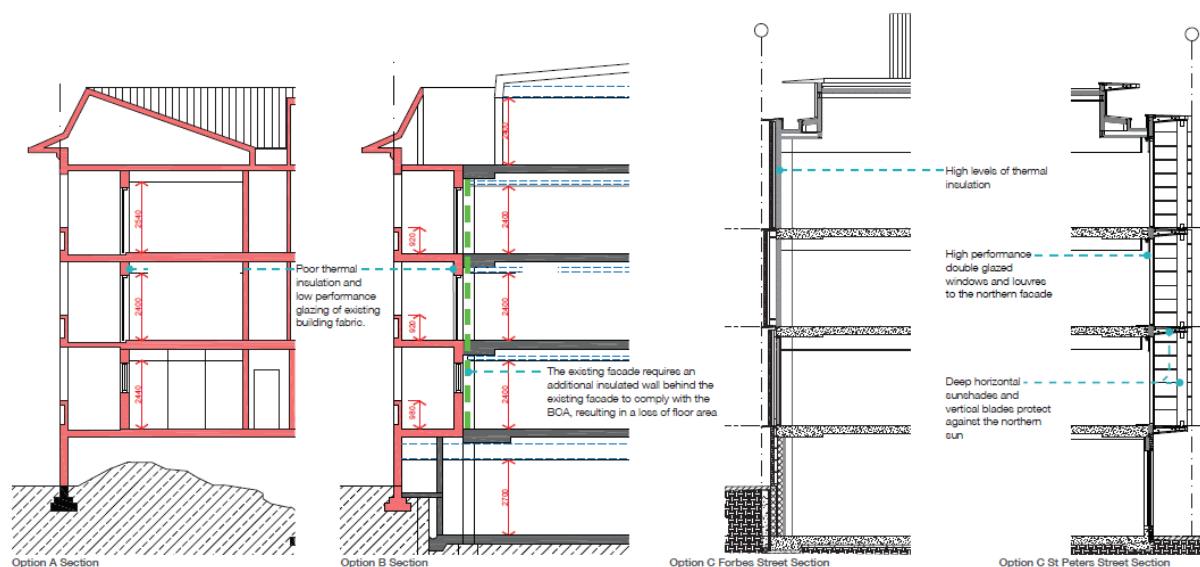 2540
2400
2440
Poor thermal
insulation and
low performance
glazing of existing
building fabric.
920
920
980
2400
2400
2400
2700
The existing facade requires an
additional insulated wall behind the
existing facade to comply with the
BCA, resulting in a loss of floor area
High levels of thermal
insulation
High performance
double glazed
windows and louvres
to the northern facade
Deep horizontal
sunshades and
vertical blades protect
against the northern
sun
Option A Section
Option B Section
Option C Forbes Street Section
Option C St Peters Street Section